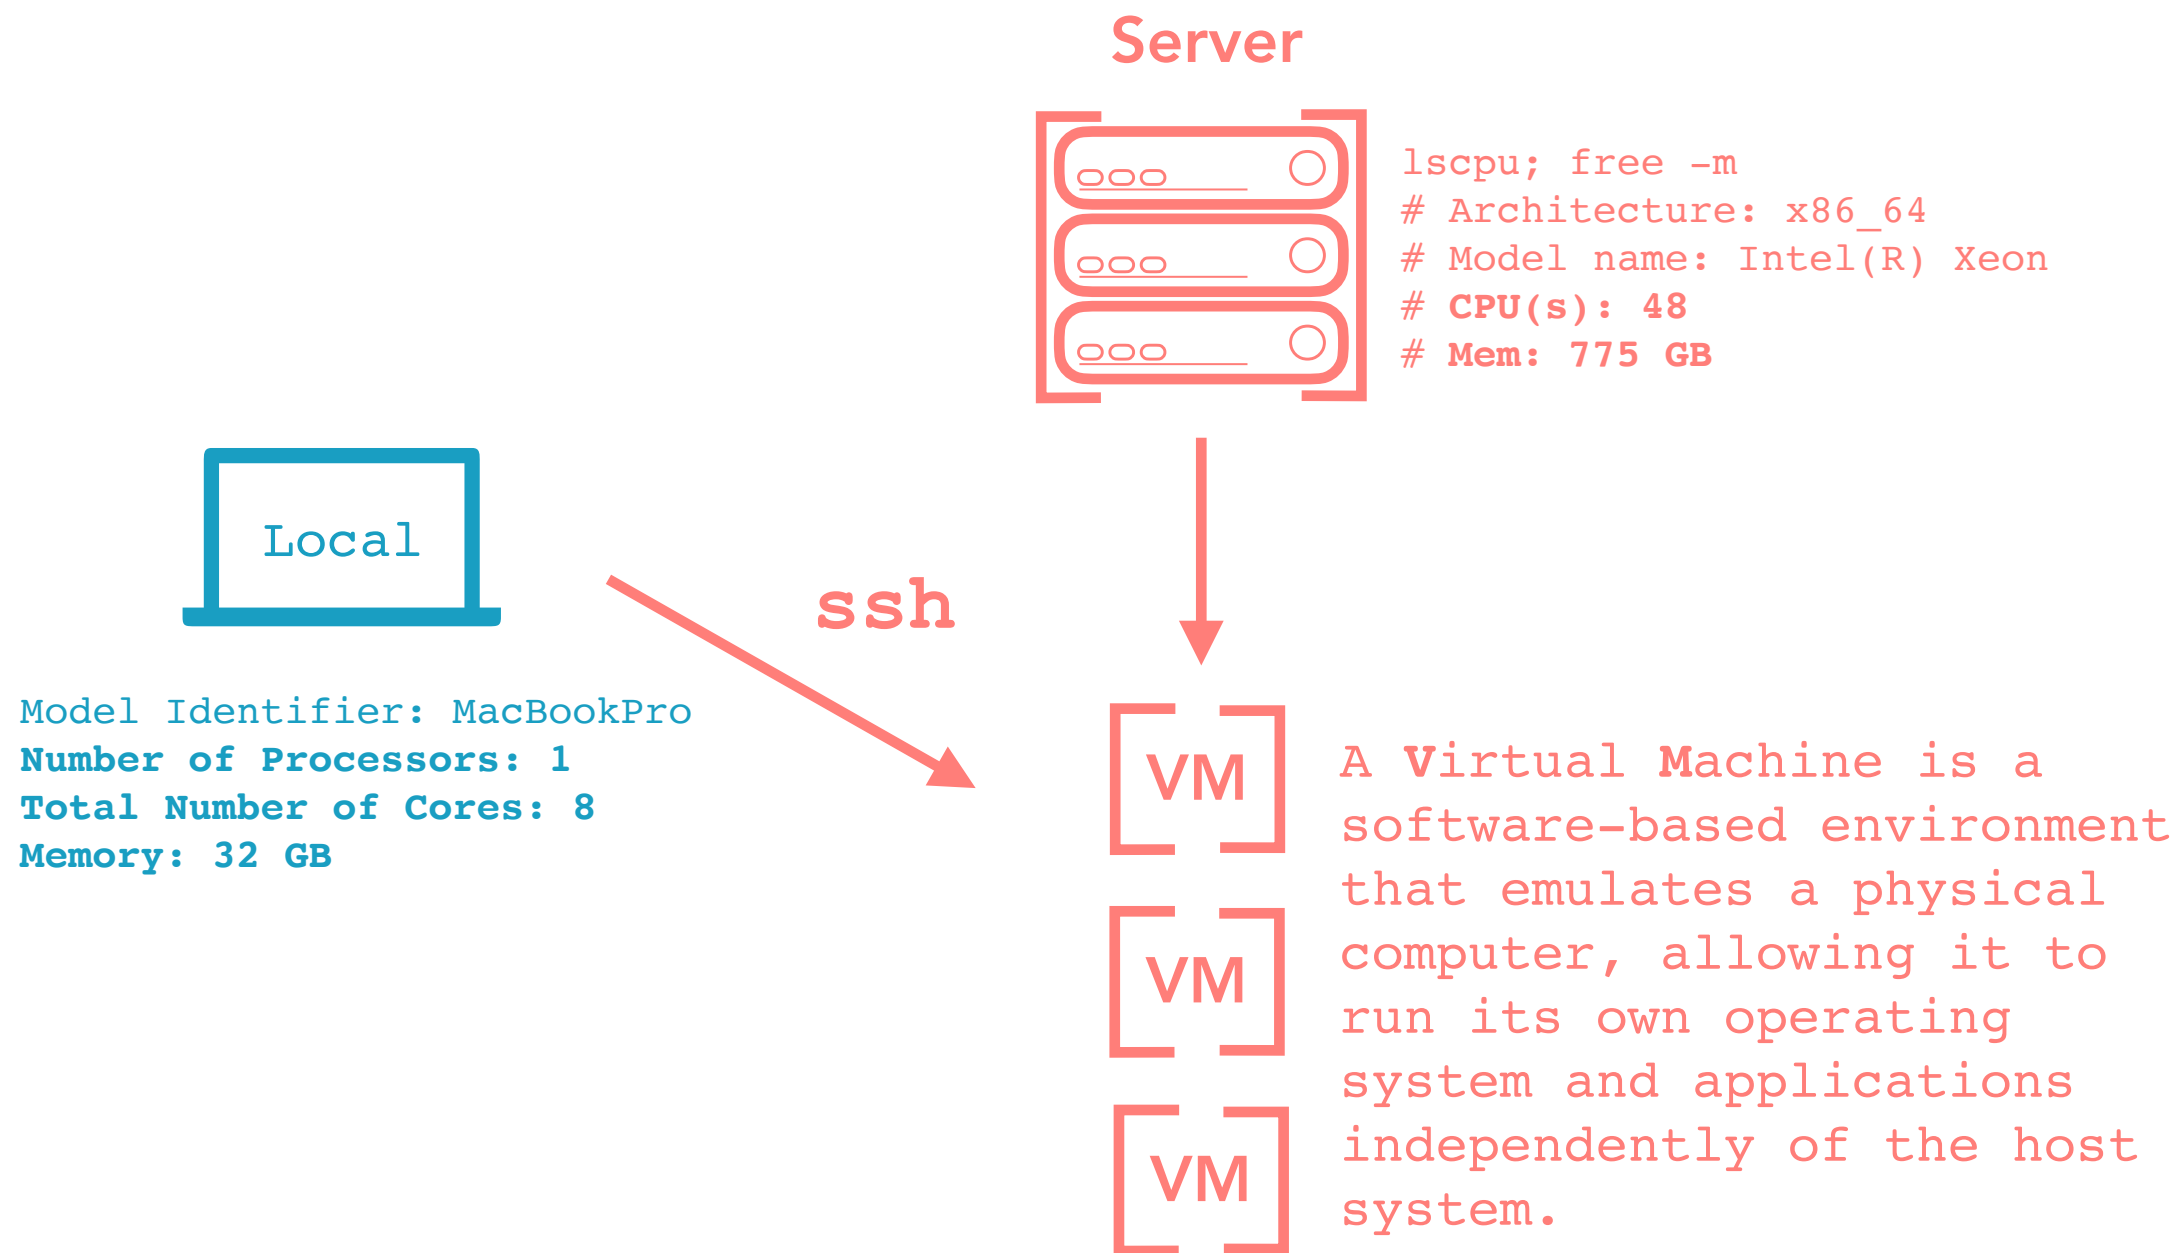 Server
lscpu; free -m
# Architecture: x86_64
# Model name: Intel(R) Xeon
# CPU(s): 48
# Mem: 775 GB
Local
ssh
Model Identifier: MacBookPro
Number of Processors: 1
Total Number of Cores: 8
Memory: 32 GB
VM
VM
VM
A Virtual Machine is a
software-based environment
that emulates a physical
computer, allowing it to
run its own operating
system and applications
independently of the host
system.